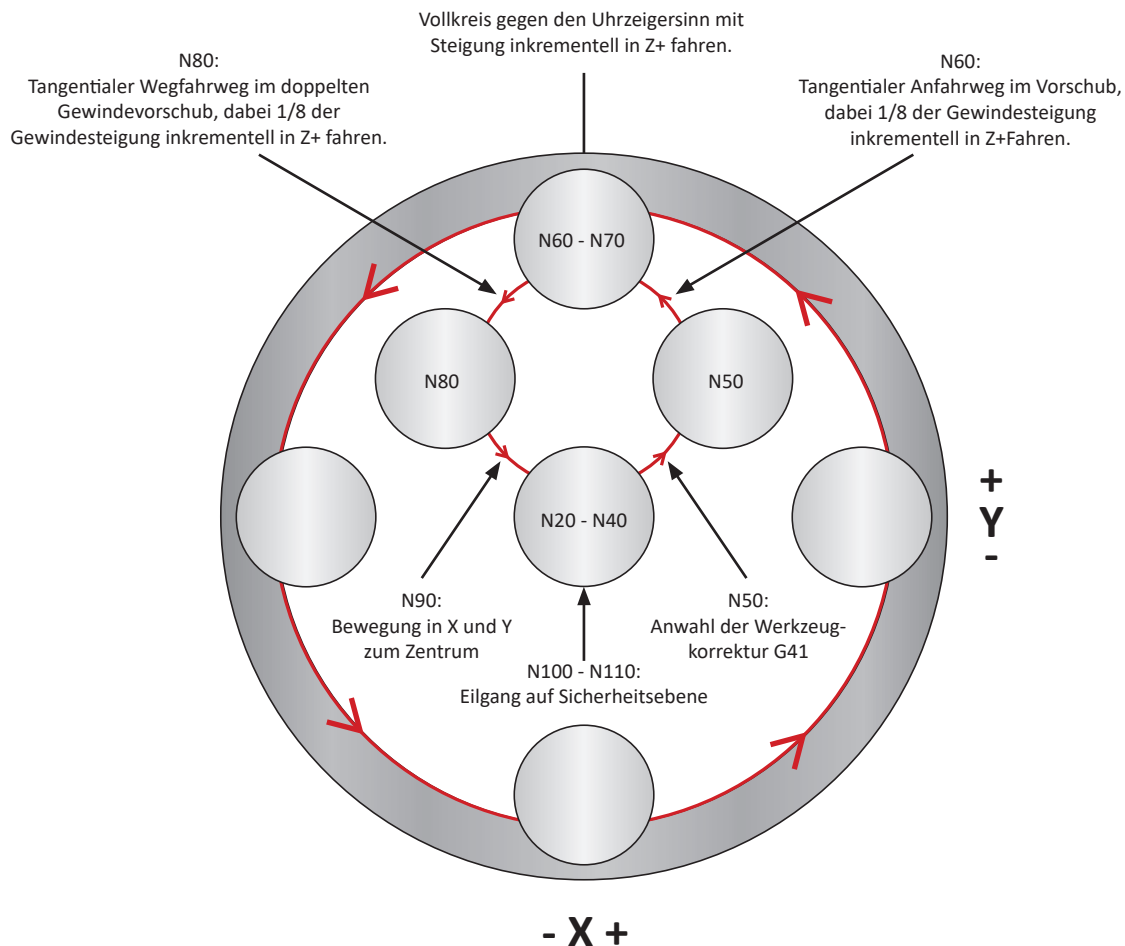 Vollkreis gegen den Uhrzeigersinn mit
Steigung inkrementell in Z+ fahren.
N80:
Tangentialer Wegfahrweg im doppelten
Gewindevorschub, dabei 1/8 der
Gewindesteigung inkrementell in Z+ fahren.
N60:
Tangentialer Anfahrweg im Vorschub,
dabei 1/8 der Gewindesteigung
inkrementell in Z+Fahren.
N60 - N70
N80
N50
N20 - N40
+
Y
-
N90:
Bewegung in X und Y
zum Zentrum
N50:
Anwahl der Werkzeug-
korrektur G41
N100 - N110:
Eilgang auf Sicherheitsebene
- X +